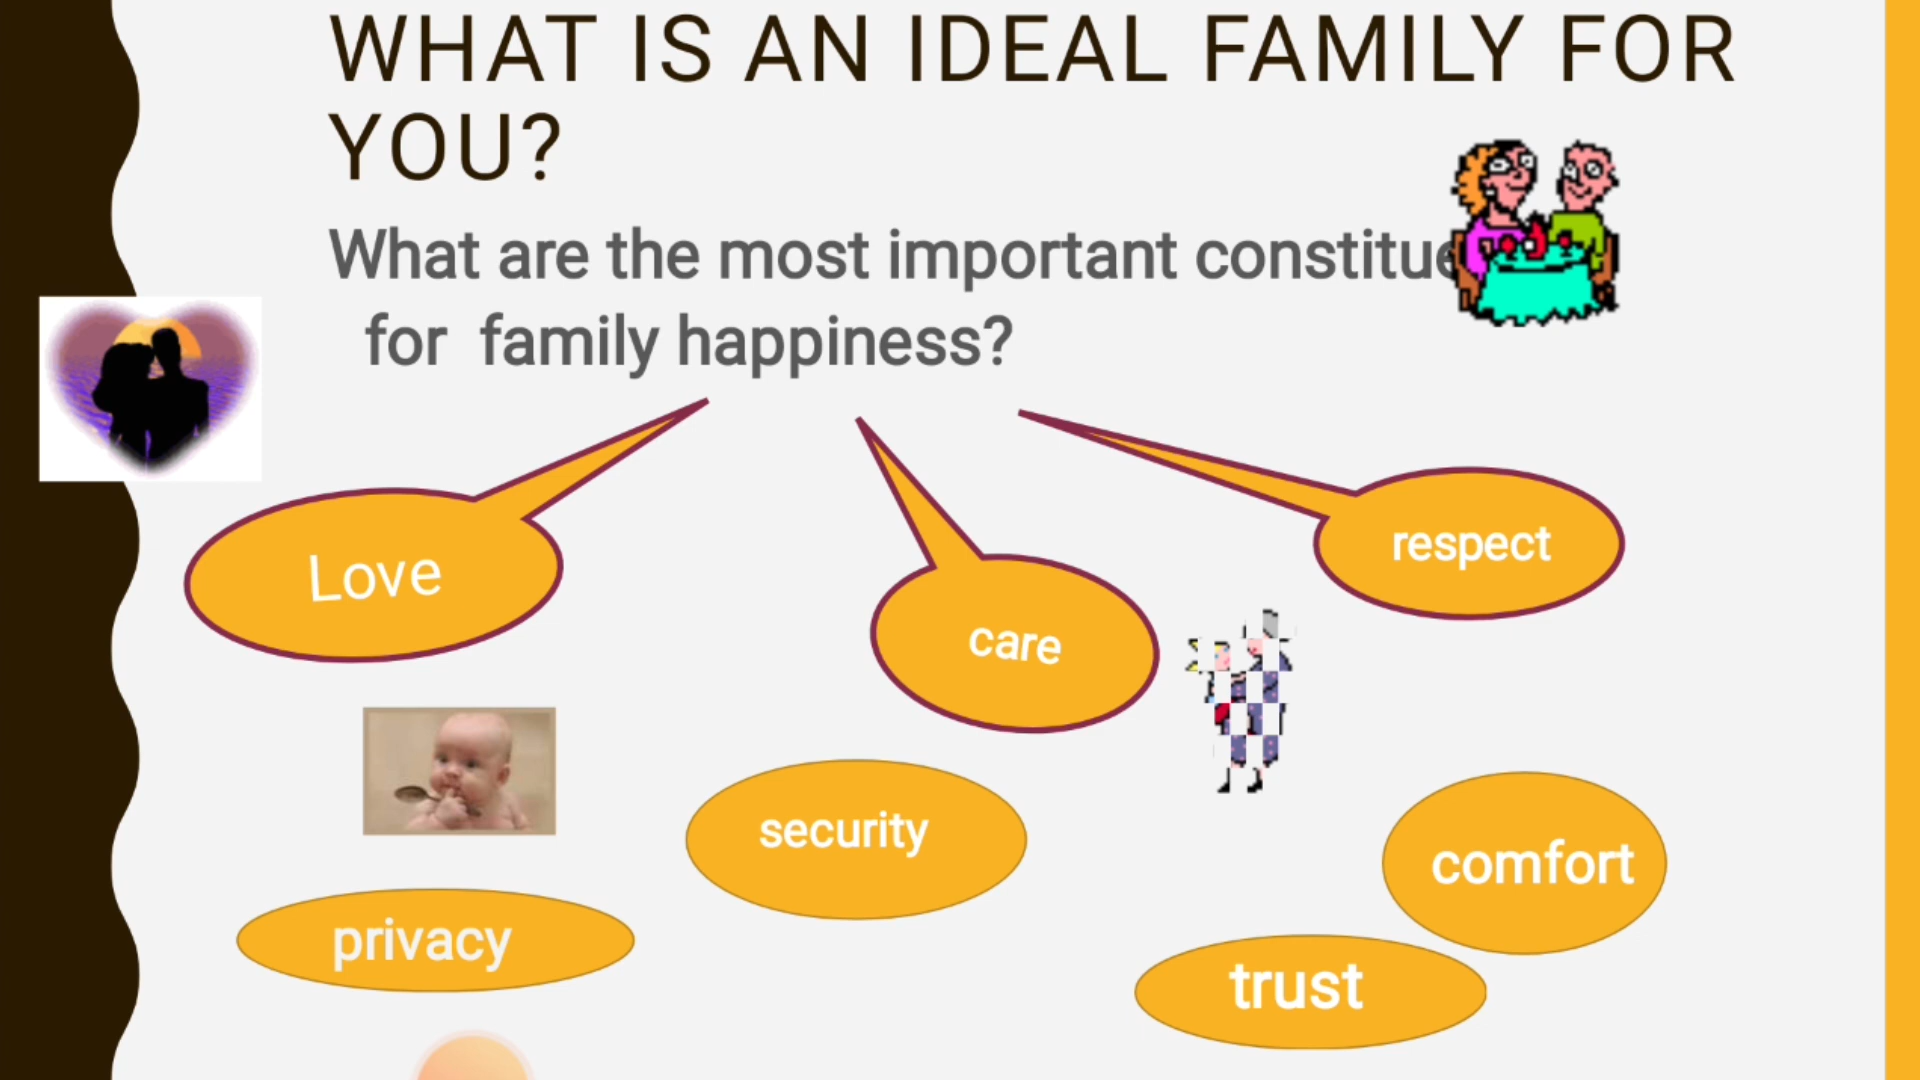 WHAT IS AN IDEAL FAMILY FOR
YOU?
What are the most important
for family happiness?
Love
care
respect
security
comfort
privacy
trust